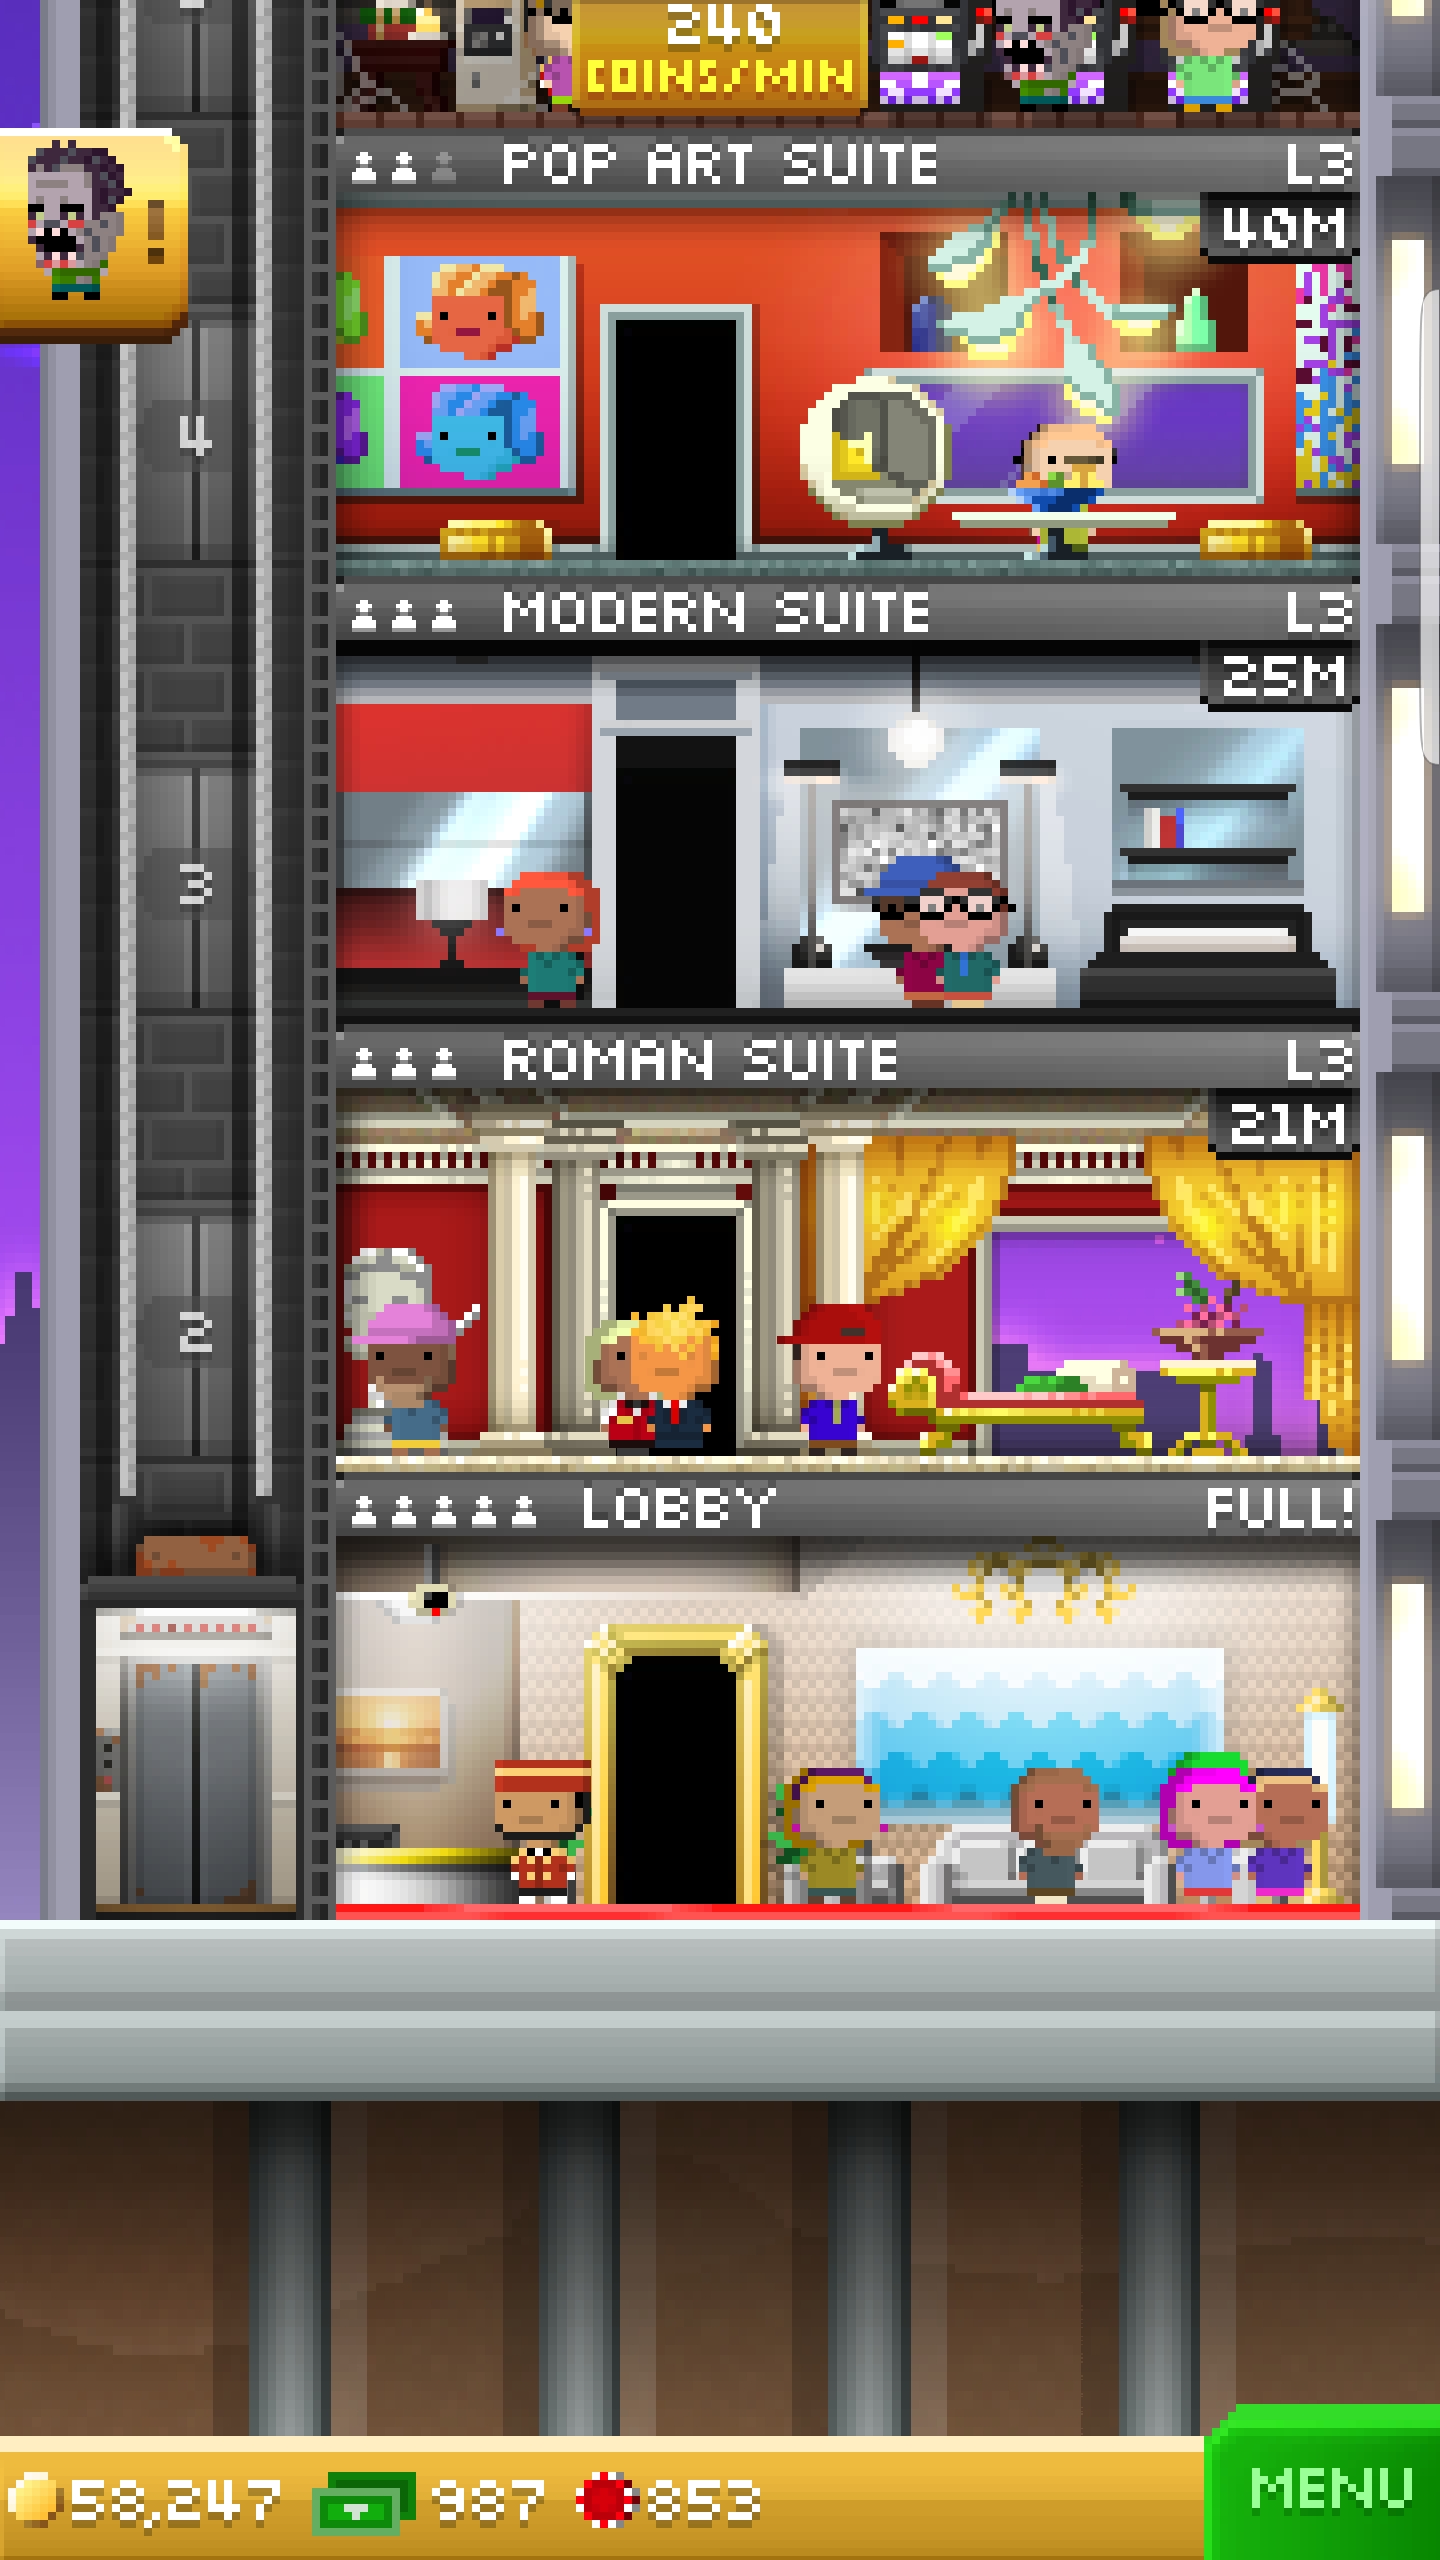 240
COINS/MIN
POP ART SUITE L3
40M
!
4
MODERN SUITE L3
25M
3
ROMAN SUITE L3
21M
2
LOBBY FULL!
58,247 987 853
MENU